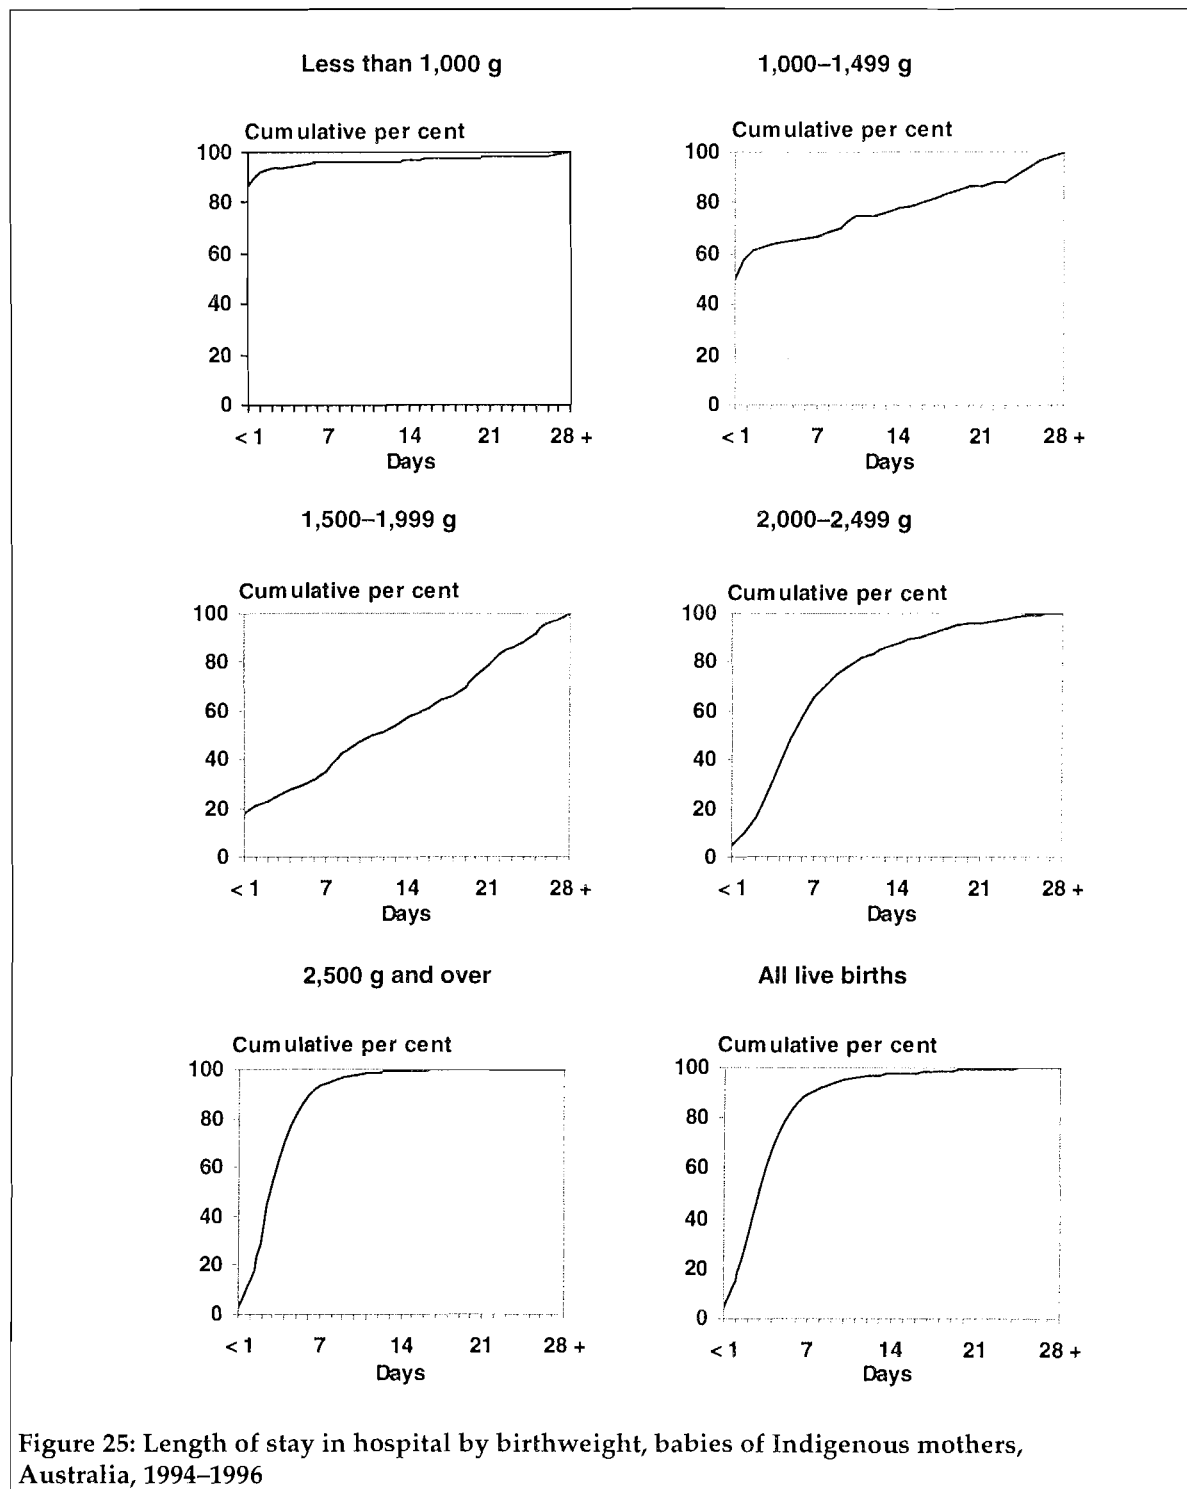 Less than 1,000 g
Cumulative per cent
100
80
60
40
20
0
< 1 7 14 21 28 +
Days
1,000–1,499 g
Cumulative per cent
100
80
60
40
20
0
< 1 7 14 21 28 +
Days
1,500–1,999 g
Cumulative per cent
100
80
60
40
20
0
< 1 7 14 21 28 +
Days
2,000–2,499 g
Cumulative per cent
100
80
60
40
20
0
< 1 7 14 21 28 +
Days
2,500 g and over
Cumulative per cent
100
80
60
40
20
0
< 1 7 14 21 28 +
Days
All live births
Cumulative per cent
100
80
60
40
20
0
< 1 7 14 21 28 +
Days
Figure 25: Length of stay in hospital by birthweight, babies of Indigenous mothers,
Australia, 1994–1996